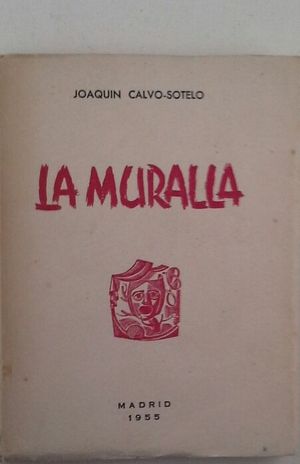 JOAQUIN CALVO-SOTELO
LA MURALLA
MADRID
1955